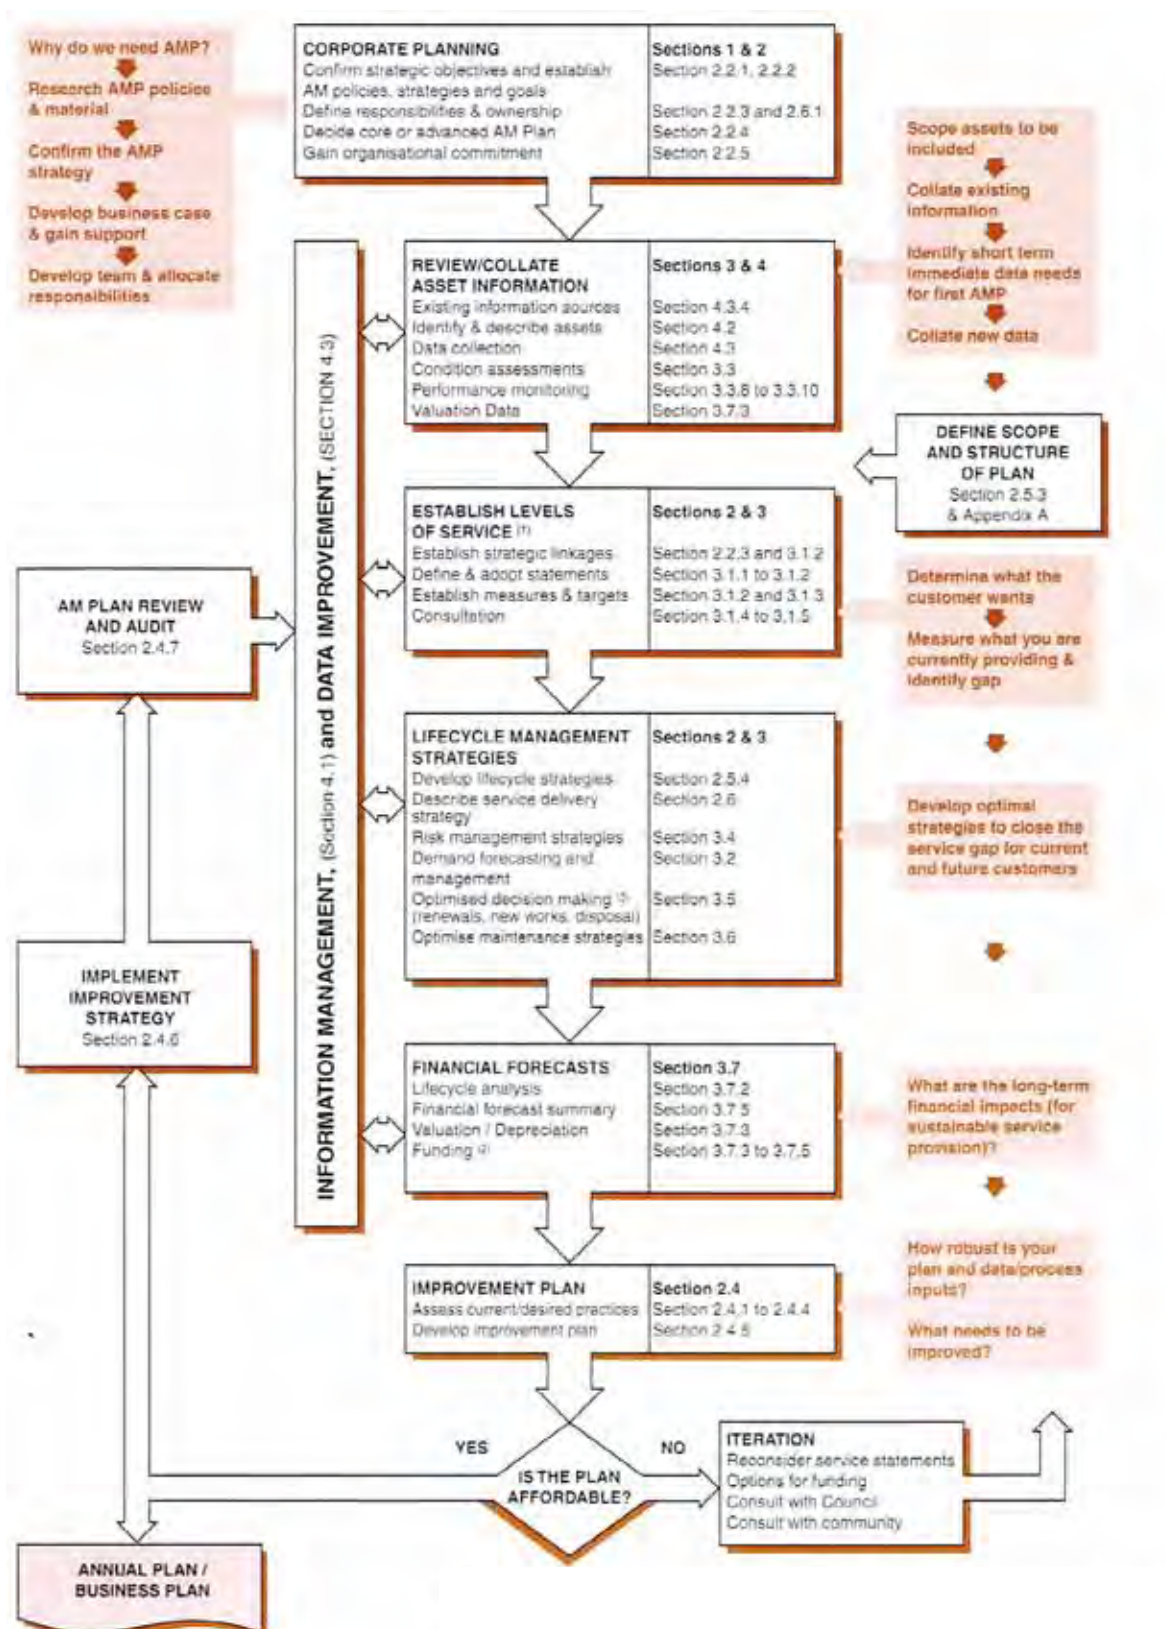 Why do we need AMP?
Research AMP policies
& material
Confirm the AMP
strategy
Develop business case
& gain support
Develop team & allocate
responsibilities
CORPORATE PLANNING Sections 1 & 2
Confirm strategic objectives and establish Section 2.2.1, 2.2.2
AM policies, strategies and goals
Define responsibilities & ownership Section 2.2.3 and 2.6.1
Decide core or advanced AM Plan Section 2.2.4
Gain organisational commitment Section 2.2.5
Scope assets to be
included
Collate existing
information
Identify short term
immediate data needs
for first AMP
Collate new data
INFORMATION MANAGEMENT, (Section 4.1) and DATA IMPROVEMENT, (SECTION 4.3)
REVIEW/COLLATE Sections 3 & 4
ASSET INFORMATION
Existing information sources Section 4.3.4
Identify & describe assets Section 4.2
Data collection Section 4.3
Condition assessments Section 3.3
Performance monitoring Section 3.3.8 to 3.3.10
Valuation Data Section 3.7.3
DEFINE SCOPE
AND STRUCTURE
OF PLAN
Section 2.5.3
& Appendix A
ESTABLISH LEVELS Sections 2 & 3
OF SERVICE (1)
Establish strategic linkages Section 2.2.3 and 3.1.2
Define & adopt statements Section 3.1.1 to 3.1.2
Establish measures & targets Section 3.1.2 and 3.1.3
Consultation Section 3.1.4 to 3.1.5
Determine what the
customer wants
Measure what you are
currently providing &
identify gap
AM PLAN REVIEW
AND AUDIT
Section 2.4.7
LIFECYCLE MANAGEMENT Sections 2 & 3
STRATEGIES
Develop lifecycle strategies Section 2.5.4
Describe service delivery Section 2.6
strategy
Risk management strategies Section 3.4
Demand forecasting and Section 3.2
management
Optimised decision making (2) Section 3.5
(renewals, new works, disposal)
Optimise maintenance strategies Section 3.6
Develop optimal
strategies to close the
service gap for current
and future customers
IMPLEMENT
IMPROVEMENT
STRATEGY
Section 2.4.6
FINANCIAL FORECASTS Section 3.7
Lifecycle analysis Section 3.7.2
Financial forecast summary Section 3.7.5
Valuation / Depreciation Section 3.7.3
Funding (2) Section 3.7.3 to 3.7.5
What are the long-term
financial impacts (for
sustainable service
provision)?
IMPROVEMENT PLAN Section 2.4
Assess current/desired practices Section 2.4.1 to 2.4.4
Develop improvement plan Section 2.4.5
How robust is your
plan and data/process
inputs?
What needs to be
improved?
YES
IS THE PLAN
AFFORDABLE?
NO
ITERATION
Reconsider service statements
Options for funding
Consult with Council
Consult with community
ANNUAL PLAN /
BUSINESS PLAN